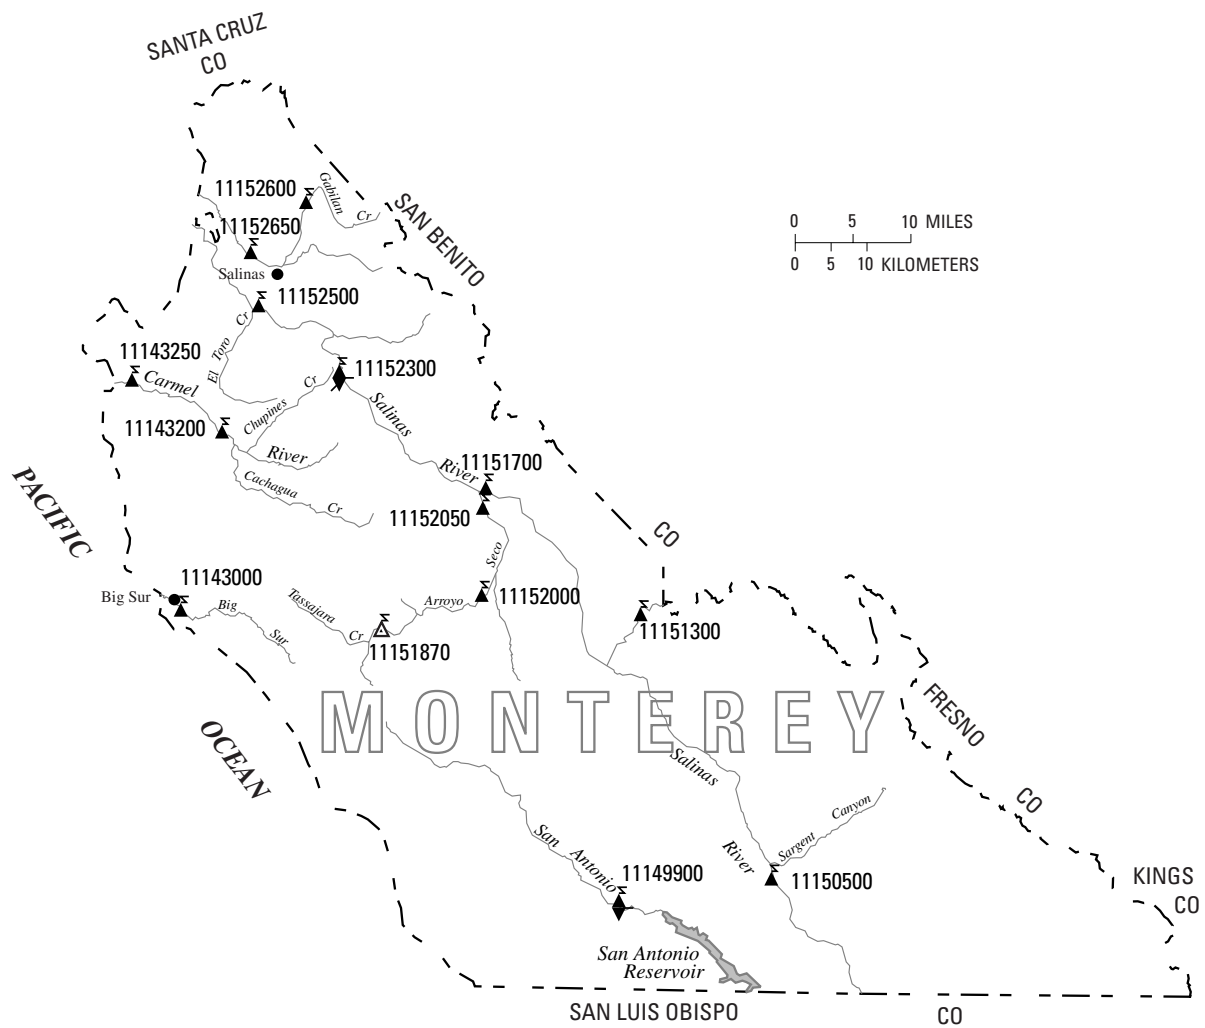 SANTA CRUZ
CO
11152600
Gabilan
Cr
SAN BENITO
11152650
0 5 10 MILES
0 5 10 KILOMETERS
Salinas
11152500
El Toro Cr
11143250
Carmel
11152300
Chupines Cr
Salinas
11143200
River
River
11151700
Cachagua Cr
11152050
PACIFIC
CO
Seco
11143000
Big Sur
Big
Sur
Tassajara
Cr
Arroyo
11152000
11151300
11151870
MONTEREY
FRESNO
OCEAN
Salinas
CO
San
Antonio
River
Sargent Canyon
11149900
11150500
KINGS
CO
San Antonio
Reservoir
SAN LUIS OBISPO
CO